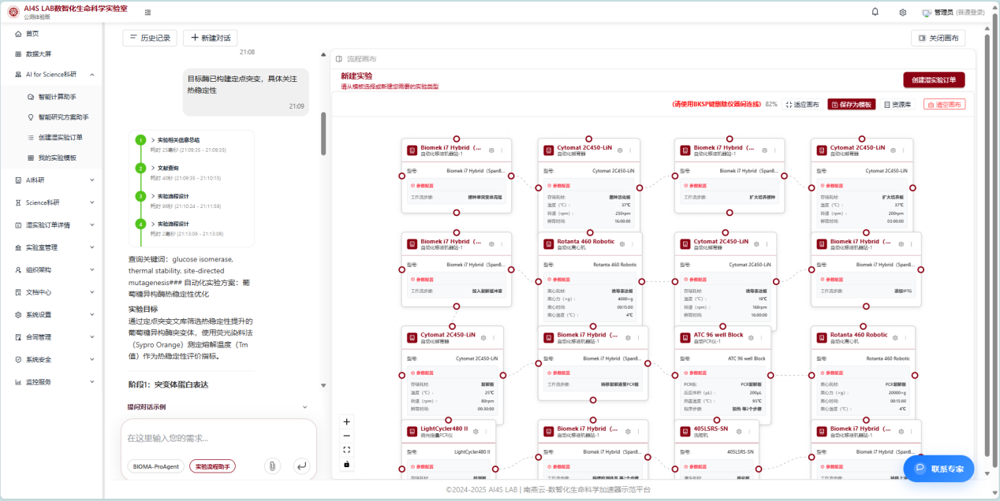 AI4S LAB数智化生命科学实验室
公测体验版
管理员 (普通登录)
首页
数据大屏
AI for Science科研
智能计算助手
智能研究方案助手
创建湿实验订单
我的实验模板
AI科研
Science科研
湿实验订单详情
实验室管理
组织架构
文档中心
系统设置
合同管理
系统安全
监控服务
历史记录
新建对话
21:08
目标酶已构建定点突变，具体关注
热稳定性
21:09
1
实验相关信息总结
耗时 25毫秒 (21:09:35 - 21:09:35)
2
文献查询
耗时 40秒 (21:09:35 - 21:10:15)
3
实验流程设计
耗时 96秒 (21:10:24 - 21:11:59)
4
实验流程设计
耗时 2毫秒 (21:13:06 - 21:13:06)
查询关键词：glucose isomerase,
thermal stability, site-directed
mutagenesis### 自动化实验方案：葡
萄糖异构酶热稳定性优化
实验目标
通过定点突变文库筛选热稳定性提升的
葡萄糖异构酶突变体，使用荧光染料法
（Sypro Orange）测定熔解温度（Tm
值）作为热稳定性评价指标。
阶段1：突变体蛋白表达
提问对话示例
在这里输入您的需求...
BIOMA-ProAgent
实验流程助手
关闭画布
流程画布
新建实验
请从模板选择或新建您需要的实验类型
创建湿实验订单
(请使用BKSP键删除仪器间连线)
82%
适应画布
保存为模板
资源库
清空画布
Biomek i7 Hybrid (...
自动化移液机器站-1
型号:
Biomek i7 Hybrid (Span8...
参数配置
工作流步骤:
接种单突变体克隆
Cytomat 2C450-LiN
自动化孵育器
型号:
Cytomat 2C450-LiN
参数配置
存储耗材:
菌种活化板
温度（℃）:
37℃
转速（rpm）:
250rpm
孵育时间:
16:00:00
Biomek i7 Hybrid (...
自动化移液机器站-1
型号:
Biomek i7 Hybrid (Span8...
参数配置
工作流步骤:
扩大培养接种
Cytomat 2C450-LiN
自动化孵育器
型号:
Cytomat 2C450-LiN
参数配置
存储耗材:
扩大培养板
温度（℃）:
37℃
转速（rpm）:
200rpm
孵育时间:
03:00:00
Biomek i7 Hybrid (...
自动化移液机器站-1
型号:
Biomek i7 Hybrid (Span8...
参数配置
工作流步骤:
加入裂解缓冲液
Rotanta 460 Robotic
自动化离心机
型号:
Rotanta 460 Robotic
参数配置
离心耗材:
诱导表达板
离心力（×g）:
4000×g
离心时间:
00:15:00
离心温度（℃）:
4℃
Cytomat 2C450-LiN
自动化孵育器
型号:
Cytomat 2C450-LiN
参数配置
存储耗材:
诱导表达板
温度（℃）:
18℃
转速（rpm）:
160rpm
孵育时间:
16:00:00
Biomek i7 Hybrid (...
自动化移液机器站-1
型号:
Biomek i7 Hybrid (Span8...
参数配置
工作流步骤:
添加IPTG
Cytomat 2C450-LiN
自动化孵育器
型号:
Cytomat 2C450-LiN
参数配置
存储耗材:
裂解板
温度（℃）:
25℃
转速（rpm）:
80rpm
孵育时间:
00:30:00
Biomek i7 Hybrid (...
自动化移液机器站-1
型号:
Biomek i7 Hybrid (Span8...
参数配置
工作流步骤:
转移裂解液至PCR板
ATC 96 well Block
自动PCR仪-1
型号:
ATC 96 well Block
参数配置
PCR板:
PCR裂解板
反应体积（μL）:
200μL
热盖温度（℃）:
95℃
程序步骤:
加热 等2个步骤
Rotanta 460 Robotic
自动化离心机
型号:
Rotanta 460 Robotic
参数配置
离心耗材:
PCR裂解板
离心力（×g）:
20000×g
离心时间:
00:15:00
离心温度（℃）:
4℃
LightCycler480 II
荧光定量PCR仪
型号:
LightCycler480 II
参数配置
Biomek i7 Hybrid (...
自动化移液机器站-1
型号:
Biomek i7 Hybrid (Span8...
参数配置
405LSRS-SN
洗板机
型号:
405LSRS-SN
参数配置
Biomek i7 Hybrid (...
自动化移液机器站-1
型号:
Biomek i7 Hybrid (Span8...
参数配置
联系专家
©2024-2025 AI4S LAB | 南燕云-数智化生命科学加速器示范平台